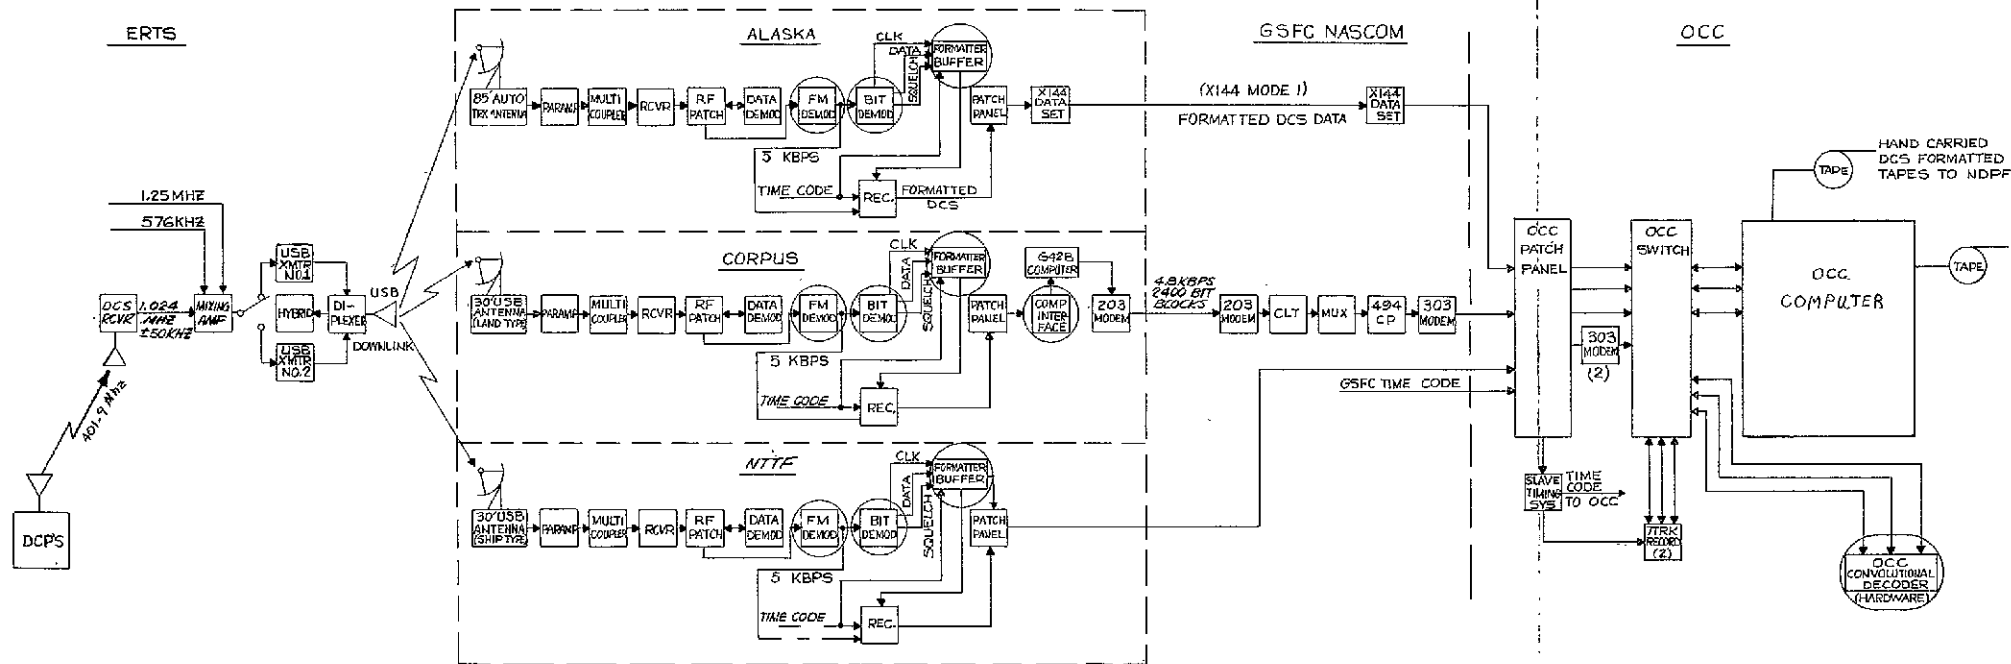 ERTS
ALASKA
GSFC NASCOM
OCC
CLK
DATA
SQUELCH
FORMATTER
BUFFER
85' AUTO
TRK ANTENNA
PARAMP
MULTI
COUPLER
RCVR
RF
PATCH
DATA
DEMOD
FM
DEMOD
BIT
DEMOD
PATCH
PANEL
X144
DATA
SET
(X144 MODE 1)
FORMATTED DCS DATA
X144
DATA
SET
5 KBPS
TIME CODE
REC.
FORMATTED
DCS
TAPE
HAND CARRIED
DCS FORMATTED
TAPES TO NDPF
1.25 MHZ
576 KHZ
DCS
RCVR
1.024
MHZ
±50KHZ
MIXING
AMP
USB
XMTR
NO.1
HYBRID
USB
XMTR
NO.2
DI-
PLEXER
USB
DOWNLINK
401.9 Mhz
DCP'S
CORPUS
CLK
DATA
SQUELCH
FORMATTER
BUFFER
30' USB
ANTENNA
(LAND TYPE)
PARAMP
MULTI
COUPLER
RCVR
RF
PATCH
DATA
DEMOD
FM
DEMOD
BIT
DEMOD
PATCH
PANEL
642B
COMPUTER
COMP
INTER-
FACE
203
MODEM
4.8 KBPS
2400 BIT
BLOCKS
203
MODEM
CLT
MUX
494
CP
303
MODEM
5 KBPS
TIME CODE
REC.
GSFC TIME CODE
OCC
PATCH
PANEL
OCC
SWITCH
303
MODEM
(2)
OCC
COMPUTER
TAPE
NTTF
CLK
DATA
SQUELCH
FORMATTER
BUFFER
30' USB
ANTENNA
(SHIP TYPE)
PARAMP
MULTI
COUPLER
RCVR
RF
PATCH
DATA
DEMOD
FM
DEMOD
BIT
DEMOD
PATCH
PANEL
5 KBPS
TIME CODE
REC.
SLAVE
TIMING
SYS
TIME
CODE
TO OCC
7TRK
RECORD
(2)
OCC
CONVOLUTIONAL
DECODER
(HARDWARE)